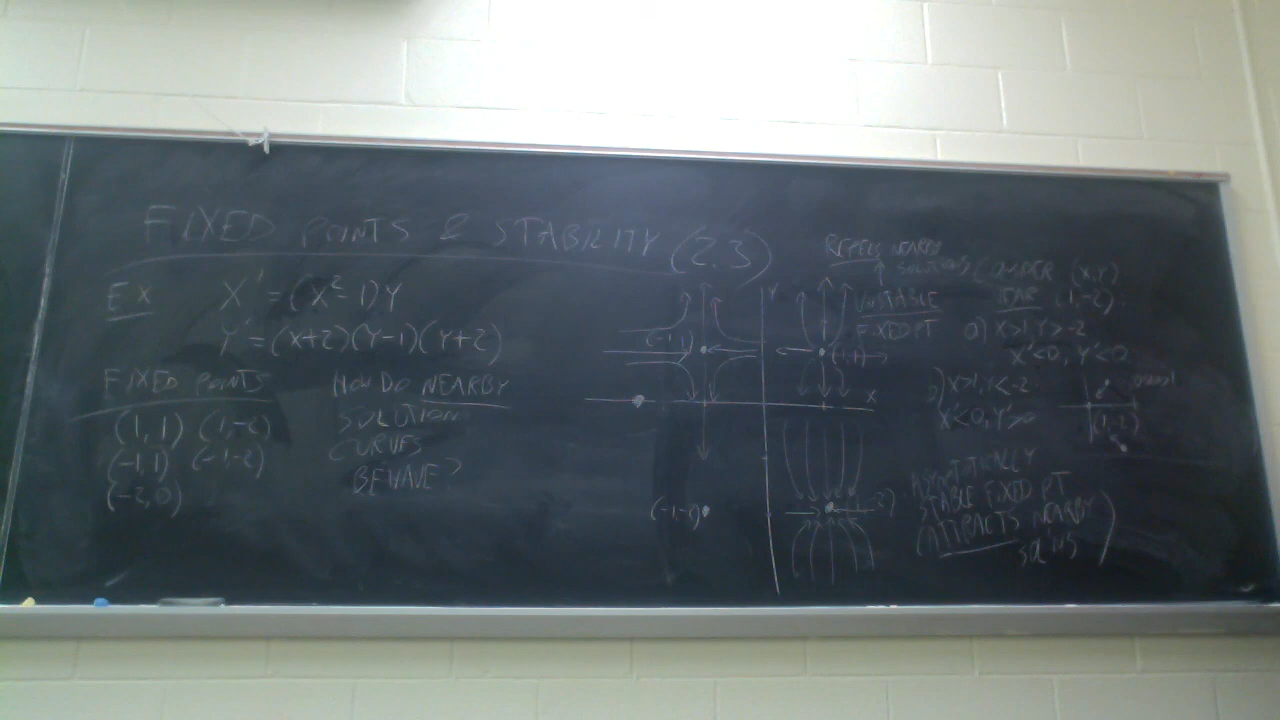 FIXED POINTS & STABILITY (2.3)
EX X' = (X²-1)Y
Y' = (X+2)(Y-1)(Y+2)
FIXED POINTS
(1,1) (1,-2)
(-1,1) (-1,-2)
(-2,0)
HOW DO NEARBY
SOLUTION
CURVES
BEHAVE?
(-1,1)
Y
(1,1)
X
(-1,-2)
(1,-2)
REPELS NEARBY
SOLUTIONS
UNSTABLE
FIXED PT
CONSIDER (X,Y)
NEAR (1,-2)
a) X>1, Y>-2
X'<0, Y'<0
b) X>1, Y<-2
X'<0, Y'>0
(1,-2)
ASYMPTOTICALLY
STABLE FIXED PT
(ATTRACTS NEARBY
SOL'NS)